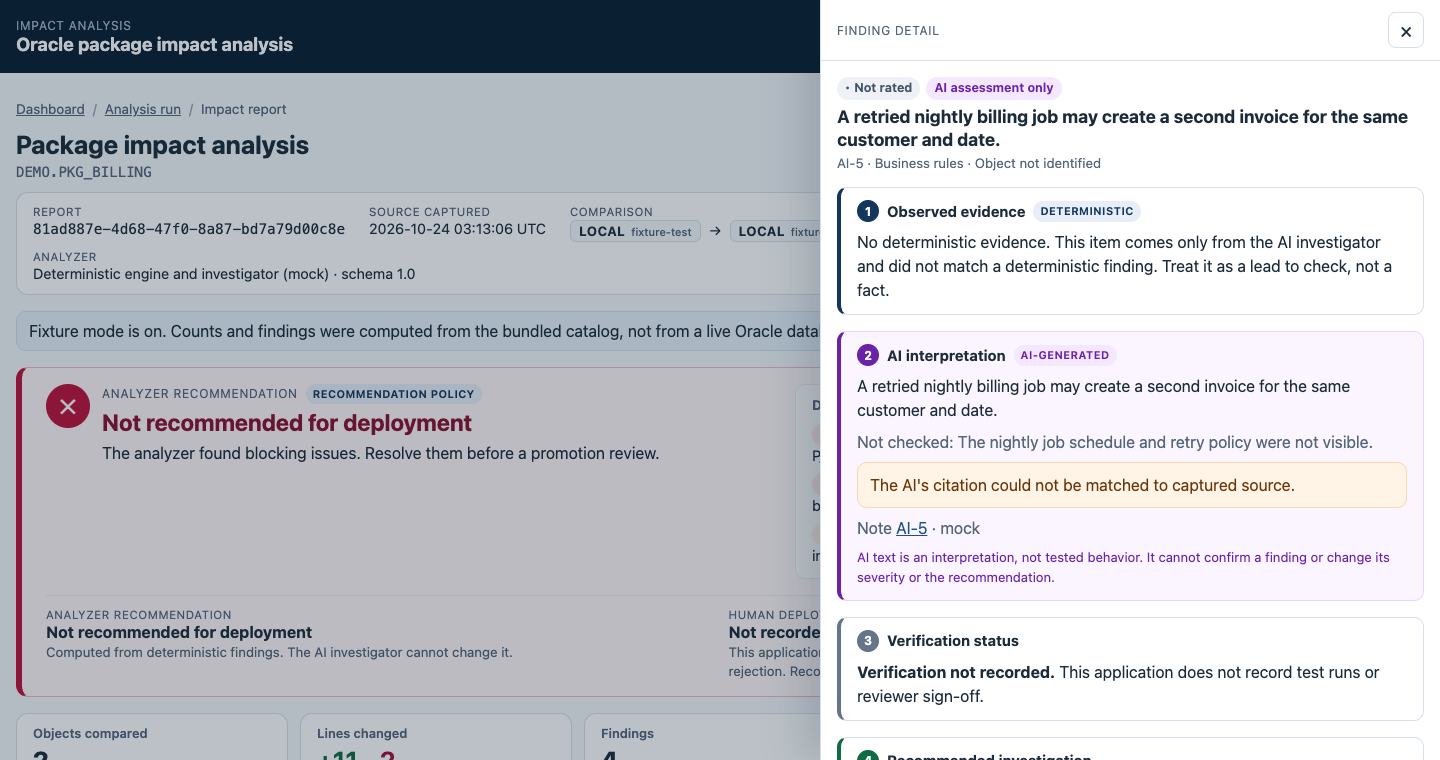 IMPACT ANALYSIS
Oracle package impact analysis
Dashboard / Analysis run / Impact report
Package impact analysis
DEMO.PKG_BILLING
REPORT
81ad887e-4d68-47f0-8a87-bd7a79d00c8e
SOURCE CAPTURED
2026-10-24 03:13:06 UTC
COMPARISON
LOCAL fixture-test → LOCAL
ANALYZER
Deterministic engine and investigator (mock) · schema 1.0
Fixture mode is on. Counts and findings were computed from the bundled catalog, not from a live Oracle
ANALYZER RECOMMENDATION RECOMMENDATION POLICY
Not recommended for deployment
The analyzer found blocking issues. Resolve them before a promotion review.
ANALYZER RECOMMENDATION
Not recommended for deployment
Computed from deterministic findings. The AI investigator cannot change it.
HUMAN
Not
This
Objects compared
Lines changed
Findings
FINDING DETAIL
×
· Not rated AI assessment only
A retried nightly billing job may create a second invoice for the same
customer and date.
AI-5 · Business rules · Object not identified
1 Observed evidence DETERMINISTIC
No deterministic evidence. This item comes only from the AI investigator
and did not match a deterministic finding. Treat it as a lead to check, not a
fact.
2 AI interpretation AI-GENERATED
A retried nightly billing job may create a second invoice for the same
customer and date.
Not checked: The nightly job schedule and retry policy were not visible.
The AI's citation could not be matched to captured source.
Note AI-5 · mock
AI text is an interpretation, not tested behavior. It cannot confirm a finding or change its
severity or the recommendation.
3 Verification status
Verification not recorded. This application does not record test runs or
reviewer sign-off.
Recommended investigation